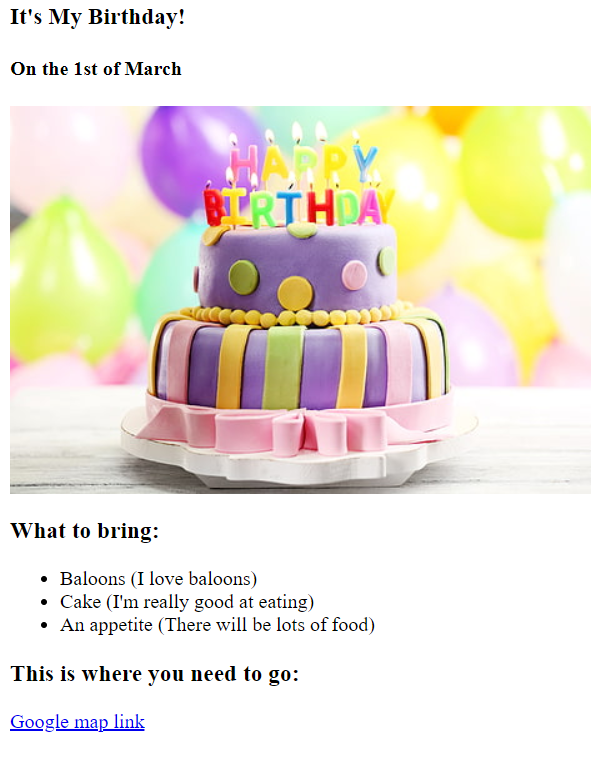 It's My Birthday!
On the 1st of March
HAPPY
BIRTHDAY
What to bring:
Baloons (I love baloons)
Cake (I'm really good at eating)
An appetite (There will be lots of food)
This is where you need to go:
Google map link